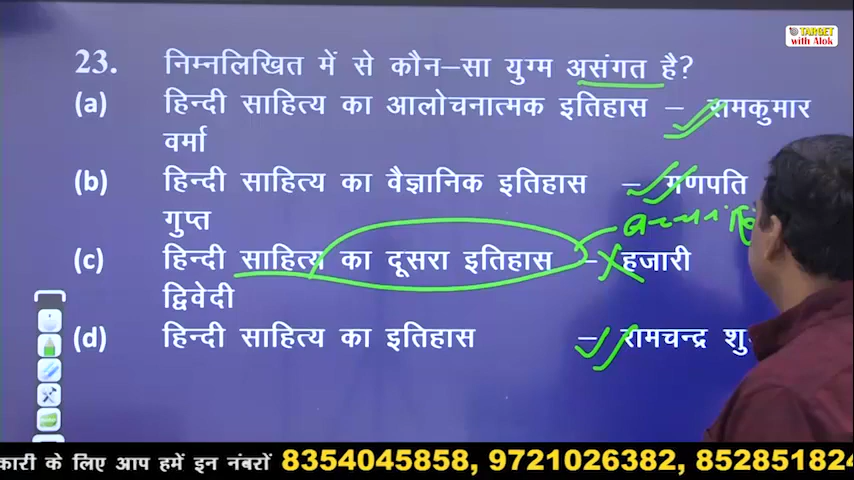 TARGET
with Alok
23. निम्नलिखित में से कौन–सा युग्म असंगत है?
(a) हिन्दी साहित्य का आलोचनात्मक इतिहास – रामकुमार
वर्मा
(b) हिन्दी साहित्य का वैज्ञानिक इतिहास – गणपति
गुप्त
(c) हिन्दी साहित्य का दूसरा इतिहास – हजारी
द्विवेदी
(d) हिन्दी साहित्य का इतिहास – रामचन्द्र
कारी के लिए आप हमें इन नंबरों 8354045858, 9721026382, 852851824